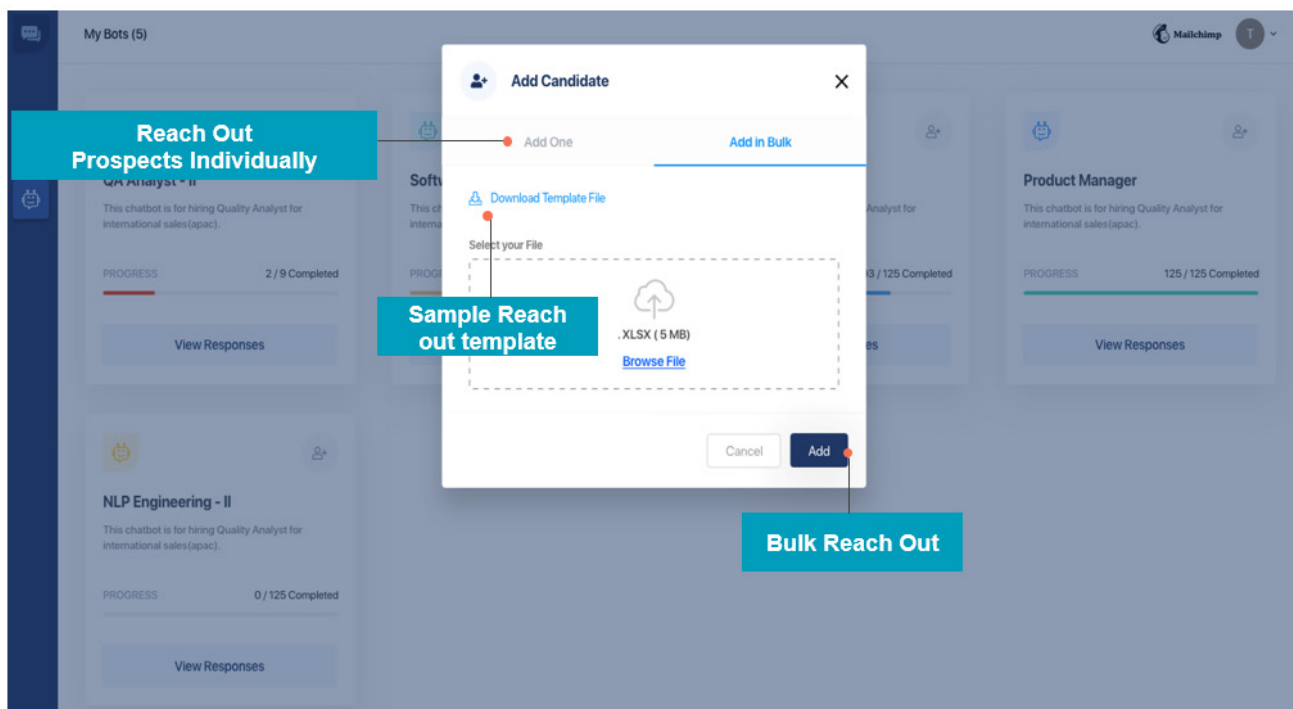 My Bots (5)
Mailchimp
T
Add Candidate
Reach Out
Prospects Individually
Add One
Add in Bulk
QA Analyst - II
This chatbot is for hiring Quality Analyst for
international sales(apac).
PROGRESS
2 / 9 Completed
View Responses
Download Template File
Select your File
Sample Reach
out template
.XLSX ( 5 MB)
Browse File
Cancel
Add
Bulk Reach Out
Analyst for
/ 125 Completed
Product Manager
This chatbot is for hiring Quality Analyst for
international sales(apac).
PROGRESS
125 / 125 Completed
View Responses
NLP Engineering - II
This chatbot is for hiring Quality Analyst for
international sales(apac).
PROGRESS
0 / 125 Completed
View Responses